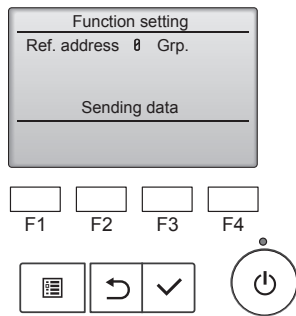 Function setting
Ref. address 0 Grp.
Sending data
F1 F2 F3 F4